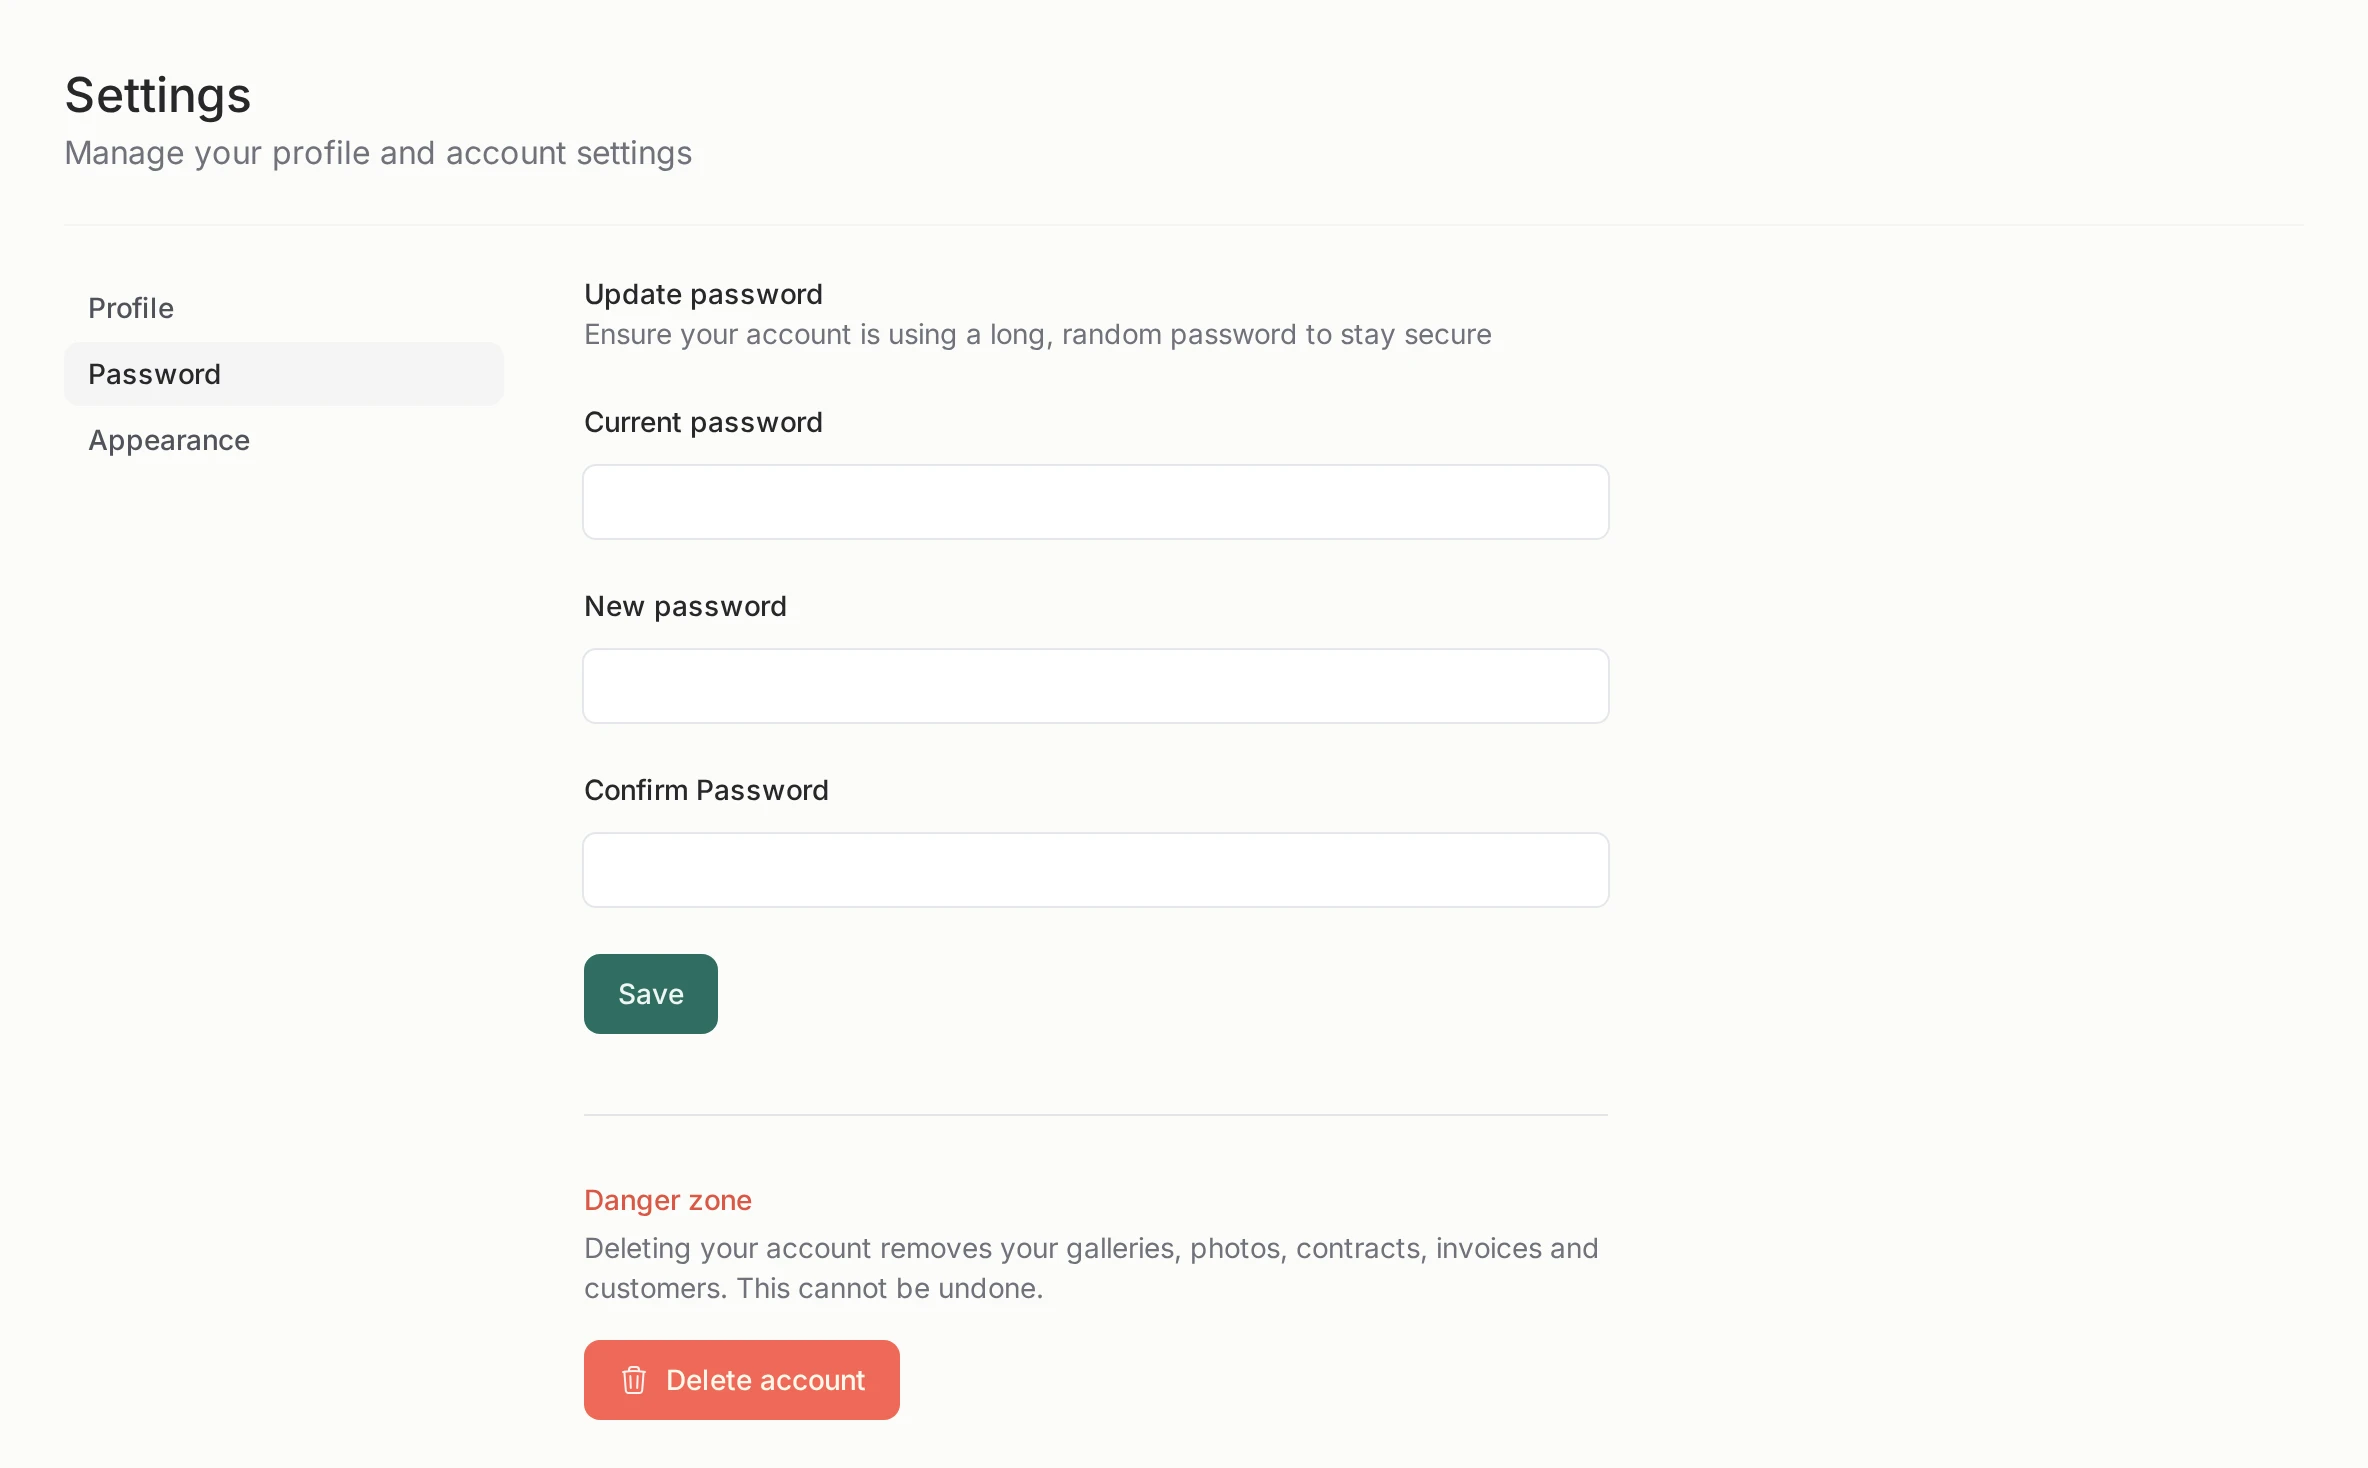 Settings
Manage your profile and account settings
Profile
Password
Appearance
Update password
Ensure your account is using a long, random password to stay secure
Current password
New password
Confirm Password
Save
Danger zone
Deleting your account removes your galleries, photos, contracts, invoices and
customers. This cannot be undone.
Delete account